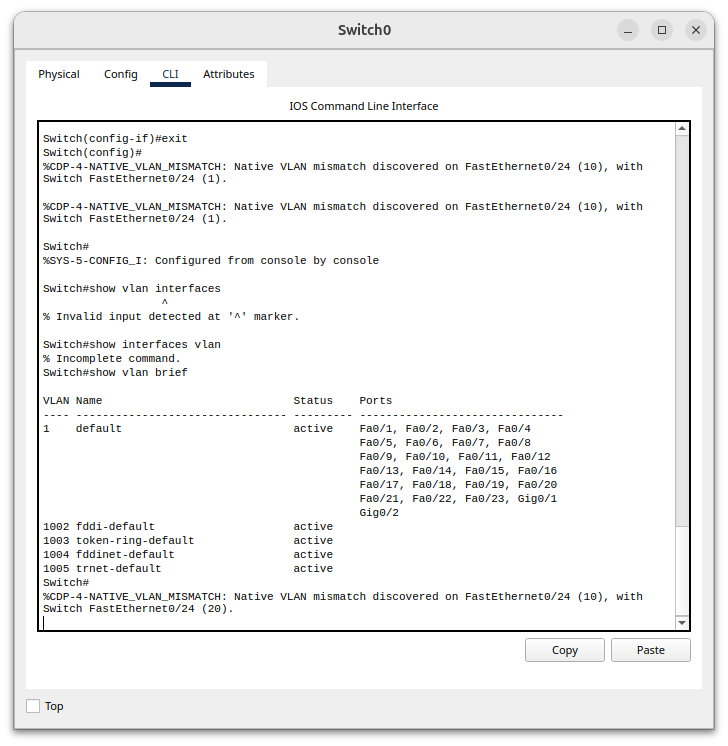 Switch0
Physical Config CLI Attributes
IOS Command Line Interface
Switch(config-if)#exit
Switch(config)#
%CDP-4-NATIVE_VLAN_MISMATCH: Native VLAN mismatch discovered on FastEthernet0/24 (10), with
Switch FastEthernet0/24 (1).
%CDP-4-NATIVE_VLAN_MISMATCH: Native VLAN mismatch discovered on FastEthernet0/24 (10), with
Switch FastEthernet0/24 (1).
Switch#
%SYS-5-CONFIG_I: Configured from console by console
Switch#show vlan interfaces
^
% Invalid input detected at '^' marker.
Switch#show interfaces vlan
% Incomplete command.
Switch#show vlan brief
VLAN Name                             Status    Ports
---- -------------------------------- --------- -------------------------------
1    default                          active    Fa0/1, Fa0/2, Fa0/3, Fa0/4
Fa0/5, Fa0/6, Fa0/7, Fa0/8
Fa0/9, Fa0/10, Fa0/11, Fa0/12
Fa0/13, Fa0/14, Fa0/15, Fa0/16
Fa0/17, Fa0/18, Fa0/19, Fa0/20
Fa0/21, Fa0/22, Fa0/23, Gig0/1
Gig0/2
1002 fddi-default                     active
1003 token-ring-default               active
1004 fddinet-default                  active
1005 trnet-default                    active
Switch#
%CDP-4-NATIVE_VLAN_MISMATCH: Native VLAN mismatch discovered on FastEthernet0/24 (10), with
Switch FastEthernet0/24 (20).
Copy Paste
Top